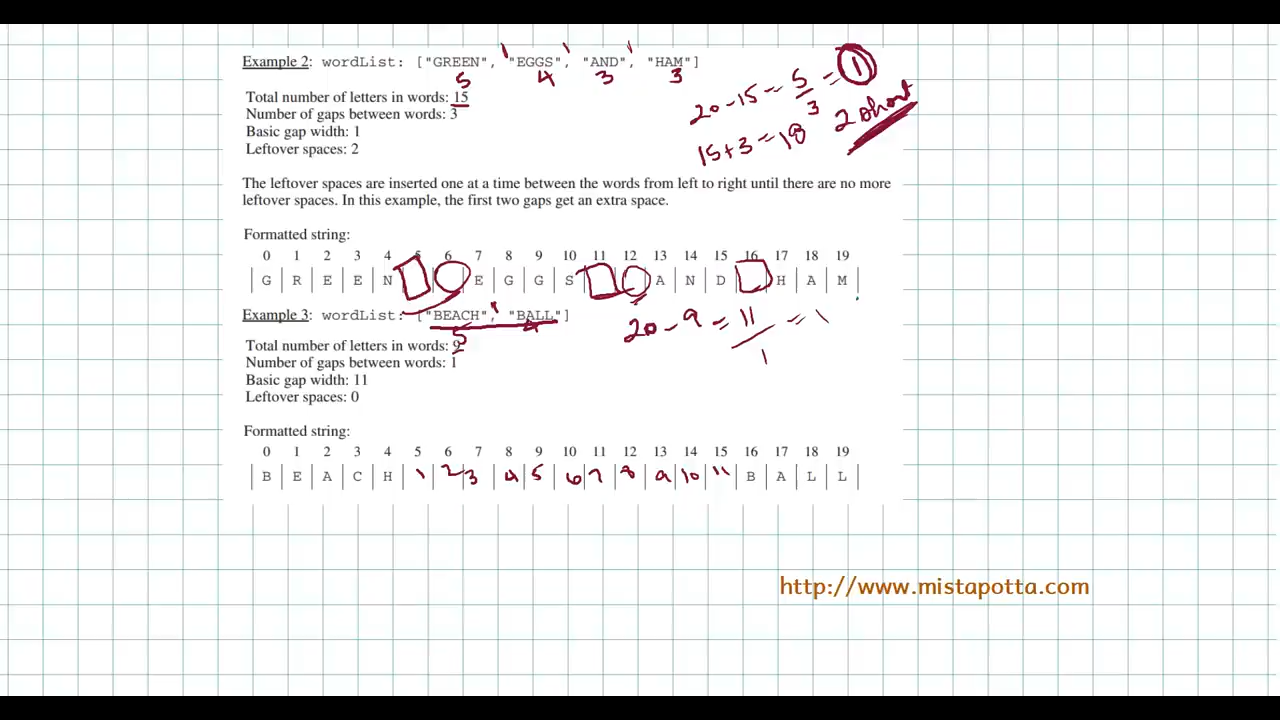 Example 2: wordList: ["GREEN", "EGGS", "AND", "HAM"]
1 1 1
5 4 3 3
20-15 = 5/3 = 1
15+3 = 18
2 short
Total number of letters in words: 15
Number of gaps between words: 3
Basic gap width: 1
Leftover spaces: 2
The leftover spaces are inserted one at a time between the words from left to right until there are no more
leftover spaces. In this example, the first two gaps get an extra space.
Formatted string:
0 1 2 3 4 5 6 7 8 9 10 11 12 13 14 15 16 17 18 19
G R E E N E G G S A N D H A M
Example 3: wordList: ["BEACH", "BALL"]
1
5 4
20 - 9 = 11/1 = 1
Total number of letters in words: 9
Number of gaps between words: 1
Basic gap width: 11
Leftover spaces: 0
Formatted string:
0 1 2 3 4 5 6 7 8 9 10 11 12 13 14 15 16 17 18 19
B E A C H 1 2 3 4 5 6 7 8 9 10 11 B A L L
http://www.mistapotta.com